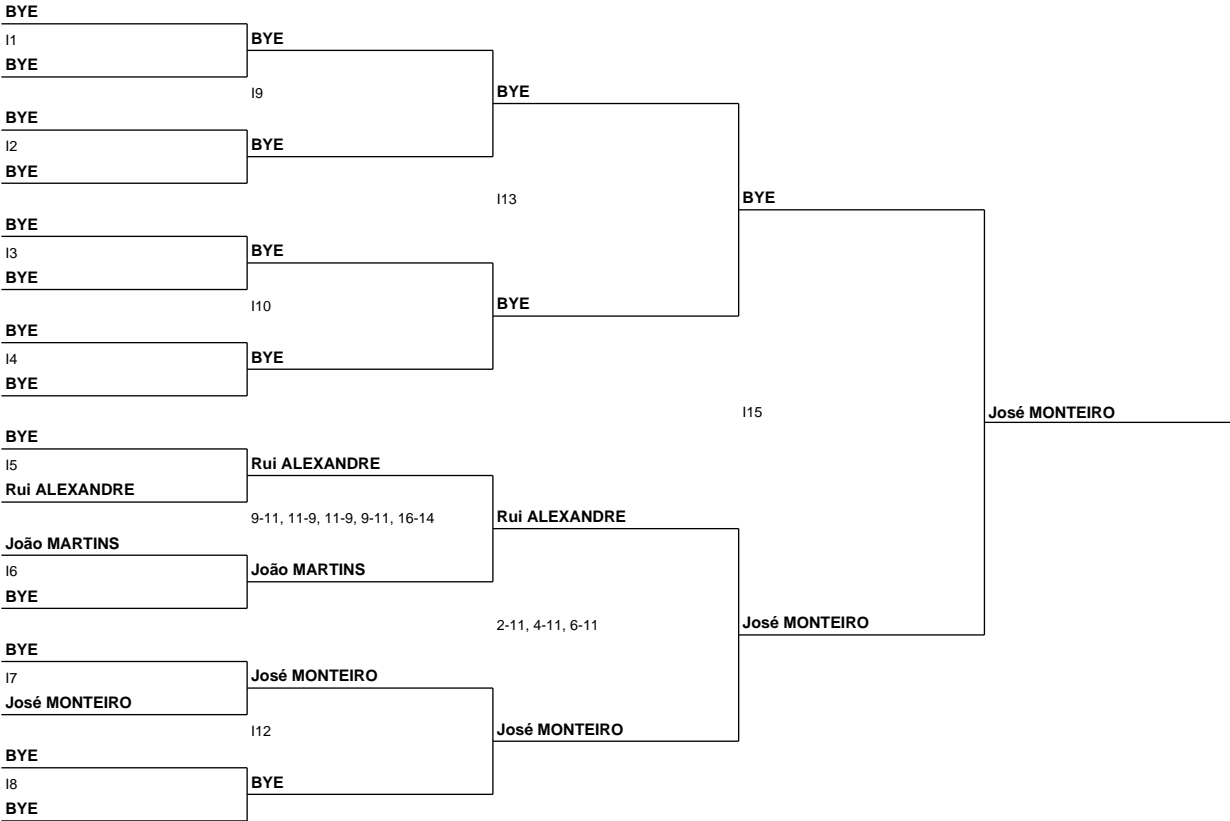 BYE
I1
BYE
BYE
I9
BYE
BYE
I2
BYE
BYE
I13
BYE
BYE
I3
BYE
BYE
I10
BYE
BYE
I4
BYE
BYE
I15
José MONTEIRO
BYE
I5
Rui ALEXANDRE
Rui ALEXANDRE
9-11, 11-9, 11-9, 9-11, 16-14
Rui ALEXANDRE
João MARTINS
I6
João MARTINS
BYE
2-11, 4-11, 6-11
José MONTEIRO
BYE
I7
José MONTEIRO
José MONTEIRO
I12
José MONTEIRO
BYE
I8
BYE
BYE